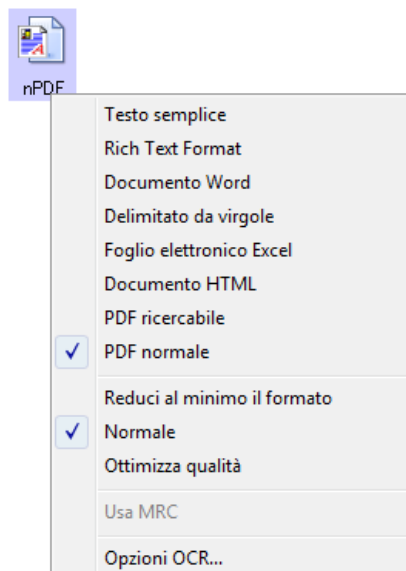 nPDF
Testo semplice
Rich Text Format
Documento Word
Delimitato da virgole
Foglio elettronico Excel
Documento HTML
PDF ricercabile
PDF normale
Reduci al minimo il formato
Normale
Ottimizza qualità
Usa MRC
Opzioni OCR...